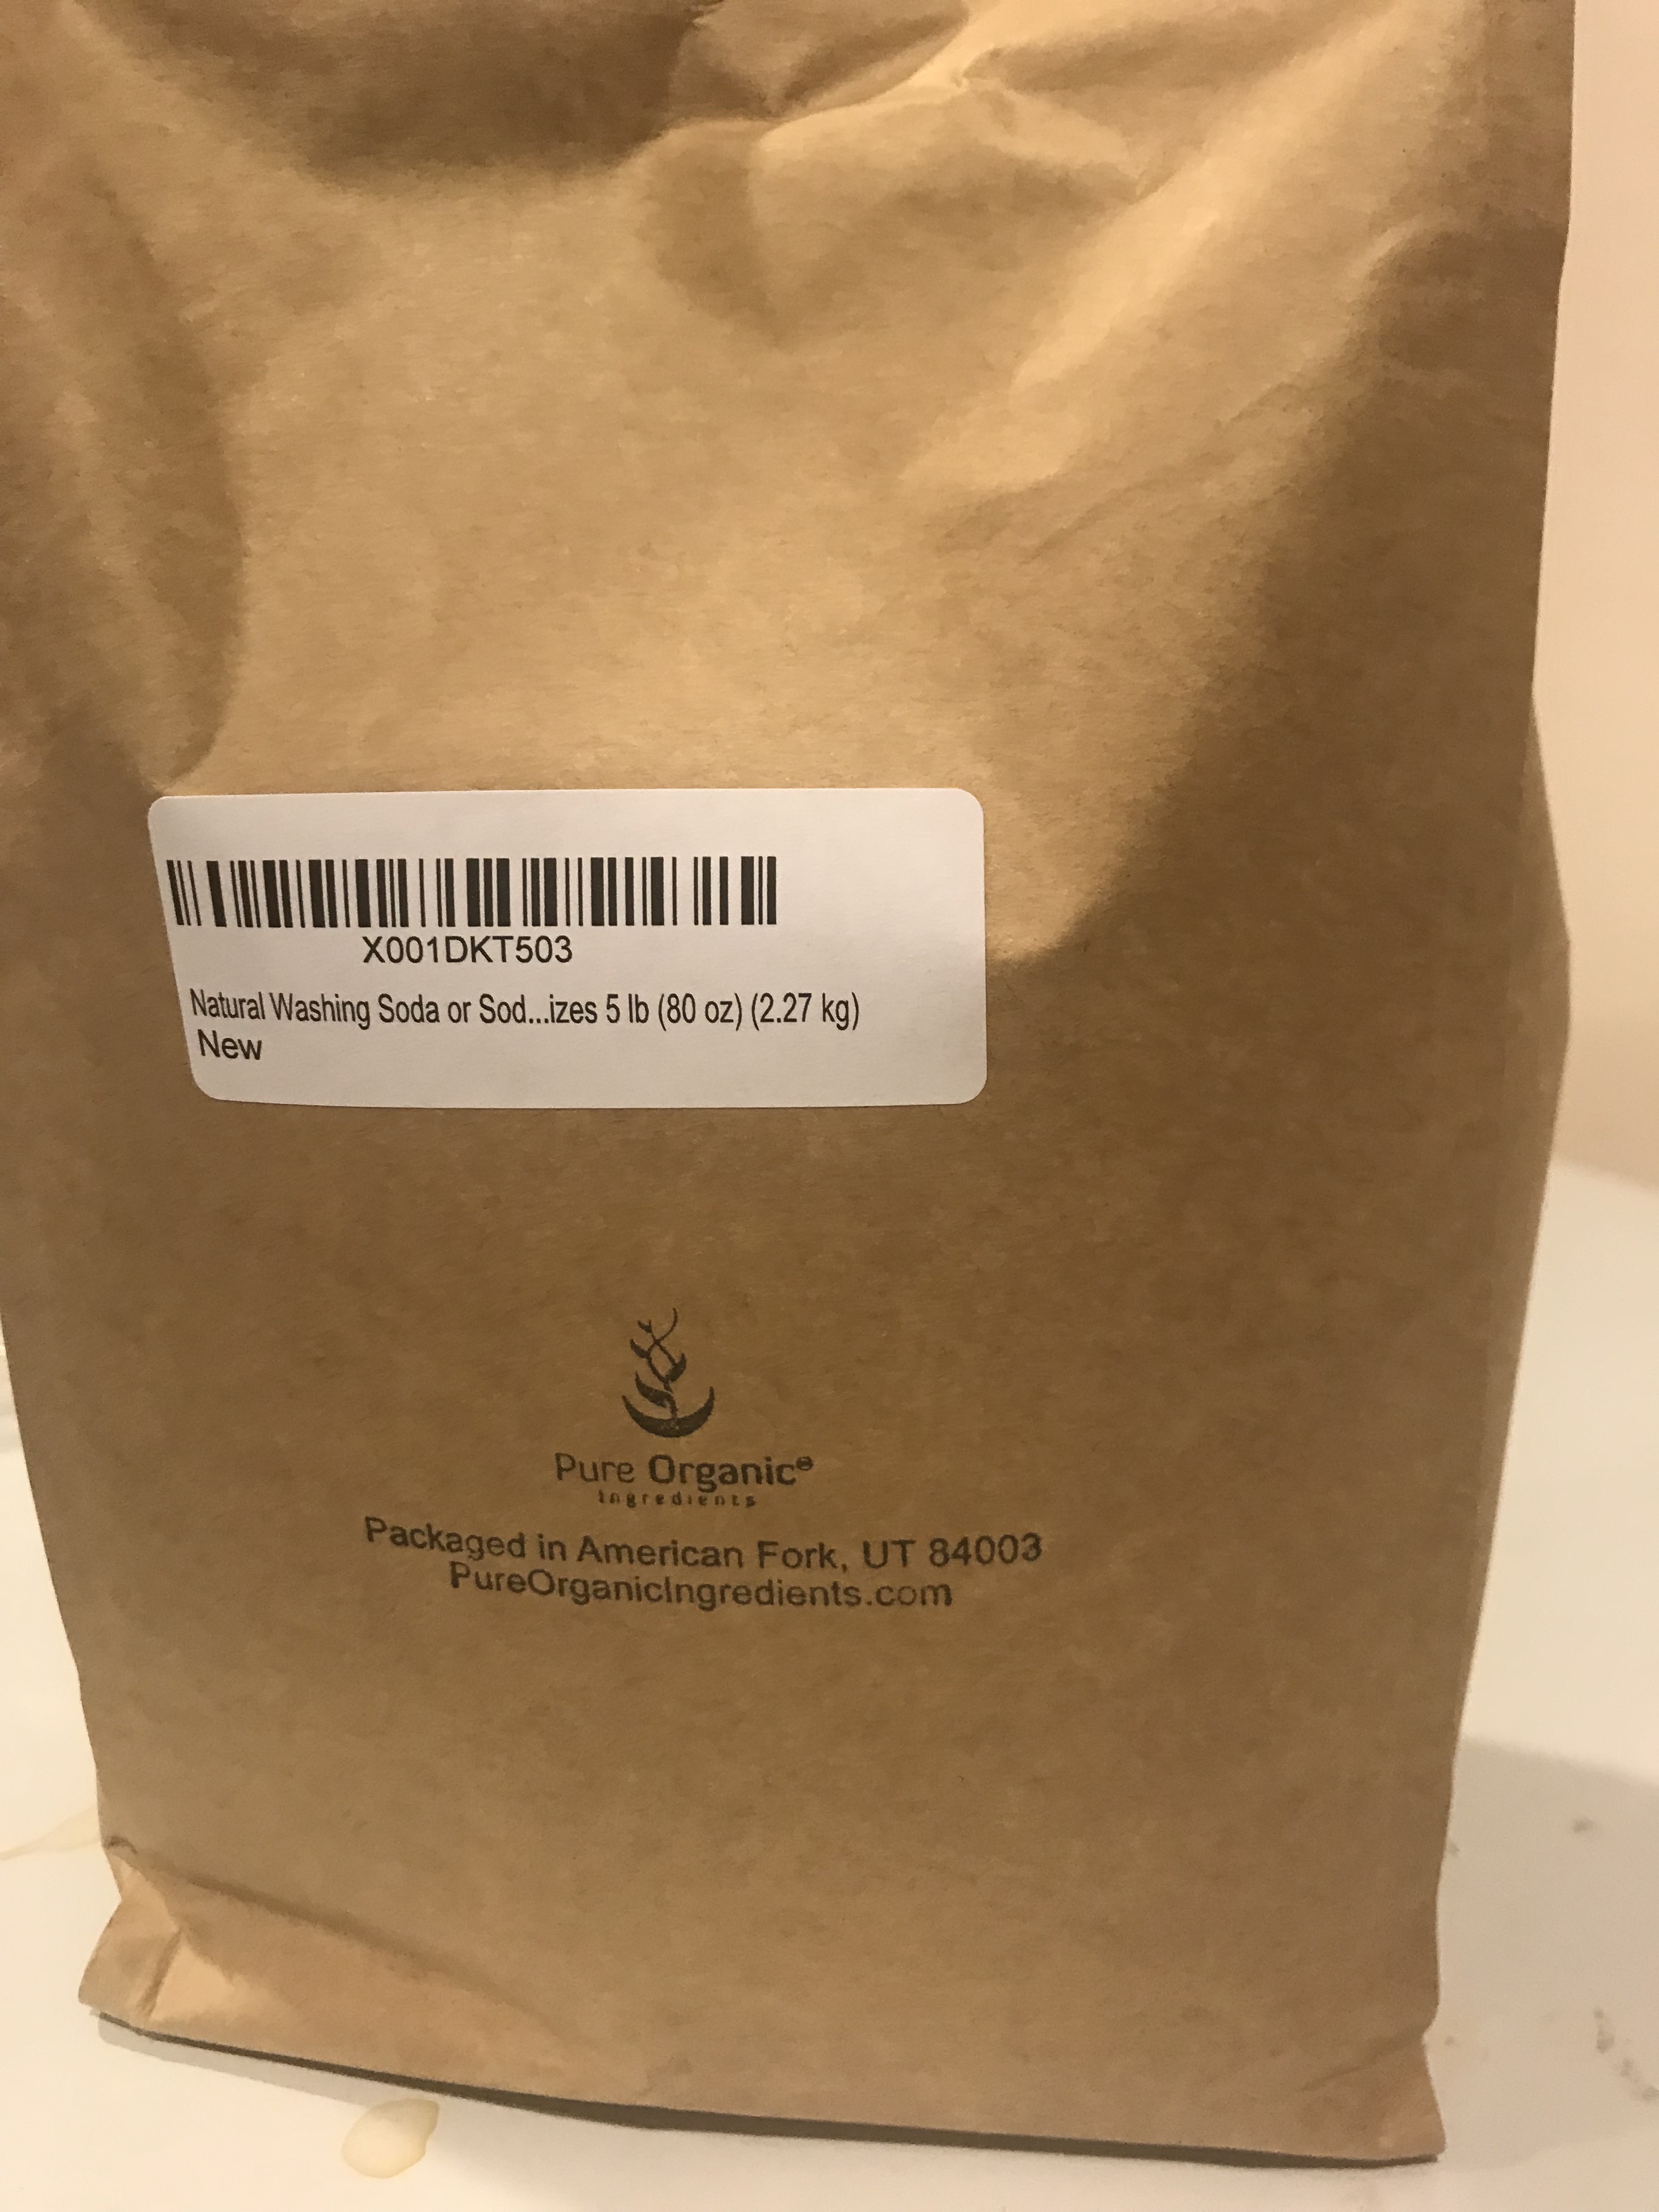 X001DKT503
Natural Washing Soda or Sod...izes 5 lb (80 oz) (2.27 kg)
New
Pure Organic®
Ingredients
Packaged in American Fork, UT 84003
PureOrganicIngredients.com